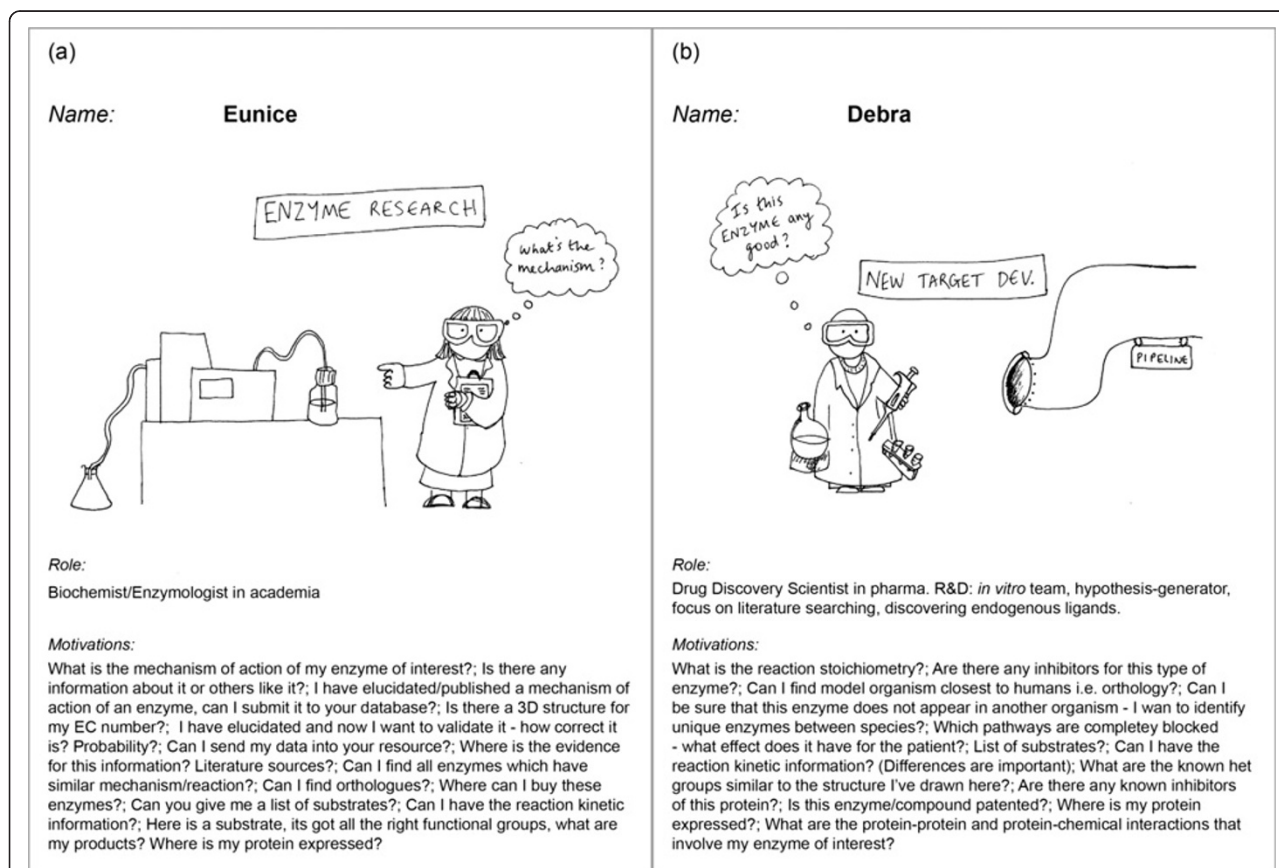 (a)
Name: Eunice
ENZYME RESEARCH
What's the
mechanism?
Role:
Biochemist/Enzymologist in academia
Motivations:
What is the mechanism of action of my enzyme of interest?; Is there any
information about it or others like it?; I have elucidated/published a mechanism of
action of an enzyme, can I submit it to your database?; Is there a 3D structure for
my EC number?; I have elucidated and now I want to validate it - how correct it
is? Probability?; Can I send my data into your resource?; Where is the evidence
for this information? Literature sources?; Can I find all enzymes which have
similar mechanism/reaction?; Can I find orthologues?; Where can I buy these
enzymes?; Can you give me a list of substrates?; Can I have the reaction kinetic
information?; Here is a substrate, its got all the right functional groups, what are
my products? Where is my protein expressed?
(b)
Name: Debra
Is this
ENZYME any
good?
NEW TARGET DEV.
PIPELINE
Role:
Drug Discovery Scientist in pharma. R&D: in vitro team, hypothesis-generator,
focus on literature searching, discovering endogenous ligands.
Motivations:
What is the reaction stoichiometry?; Are there any inhibitors for this type of
enzyme?; Can I find model organism closest to humans i.e. orthology?; Can I
be sure that this enzyme does not appear in another organism - I wan to identify
unique enzymes between species?; Which pathways are completey blocked
- what effect does it have for the patient?; List of substrates?; Can I have the
reaction kinetic information? (Differences are important); What are the known het
groups similar to the structure I've drawn here?; Are there any known inhibitors
of this protein?; Is this enzyme/compound patented?; Where is my protein
expressed?; What are the protein-protein and protein-chemical interactions that
involve my enzyme of interest?